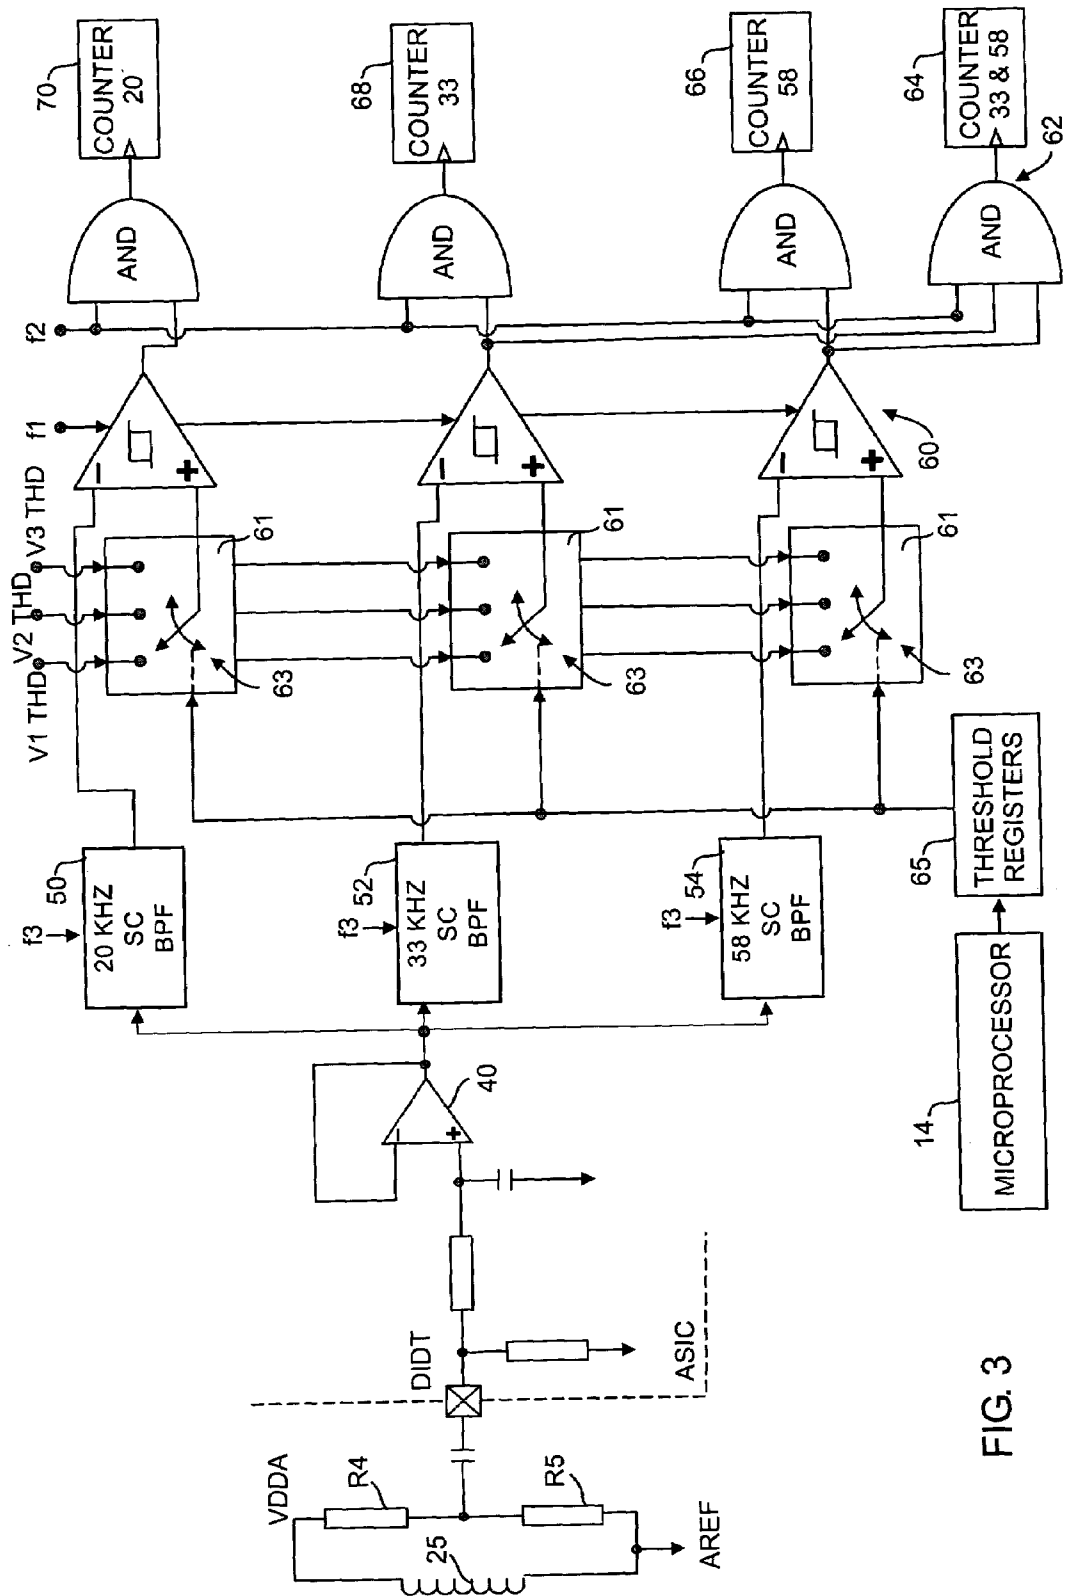 70
COUNTER
20
68
COUNTER
33
66
COUNTER
58
64
COUNTER
33 & 58
62
AND
AND
AND
AND
f2
f1
V3 THD
V2 THD
V1 THD
60
61
61
61
63
63
63
f3
50
20 KHZ
SC
BPF
f3
52
33 KHZ
SC
BPF
f3
54
58 KHZ
SC
BPF
65
THRESHOLD
REGISTERS
14
MICROPROCESSOR
40
DIDT
ASIC
VDDA
R4
R5
25
AREF
FIG. 3